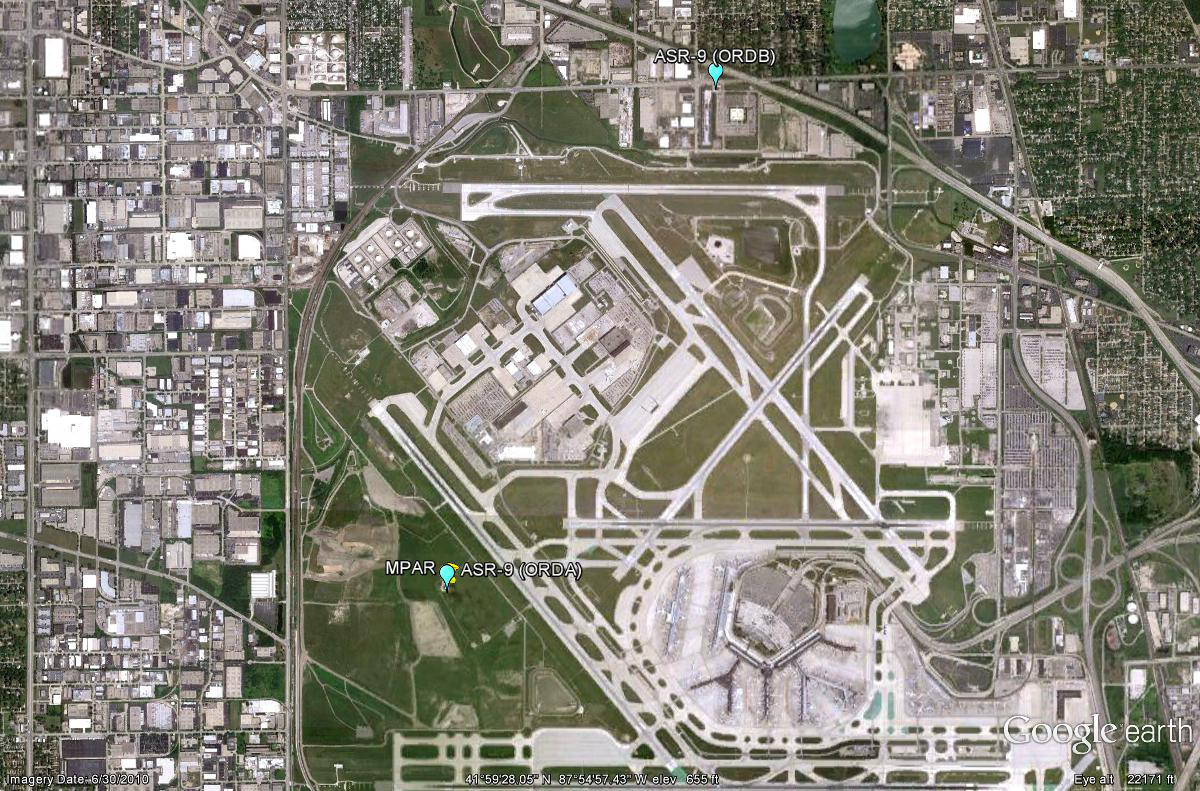 ASR-9 (ORDB)
MPAR ASR-9 (ORDA)
Google earth
Imagery Date: 6/30/2010 41°59'28.05" N 87°54'57.43" W elev 655 ft Eye alt 22171 ft